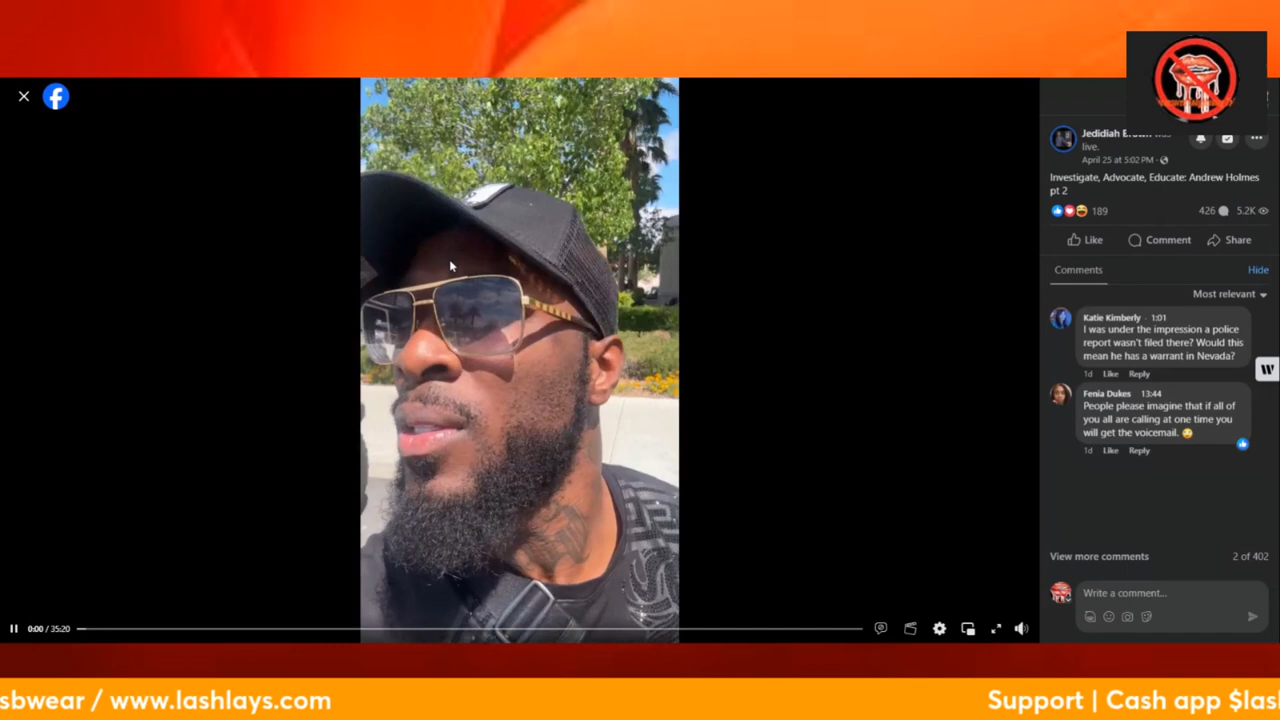 Jedidiah Brown was
live.
April 25 at 5:02 PM ·
Investigate, Advocate, Educate: Andrew Holmes
pt 2
189
426
5.2K
Like
Comment
Share
Comments
Hide
Most relevant
Katie Kimberly · 1:01
I was under the impression a police
report wasn't filed there? Would this
mean he has a warrant in Nevada?
1d Like Reply
W
Fenia Dukes 13:44
People please imagine that if all of
you all are calling at one time you
will get the voicemail. 🙄
1d Like Reply
View more comments
2 of 402
Write a comment...
0:00 / 35:20
sbwear / www.lashlays.com
Support | Cash app $lasl